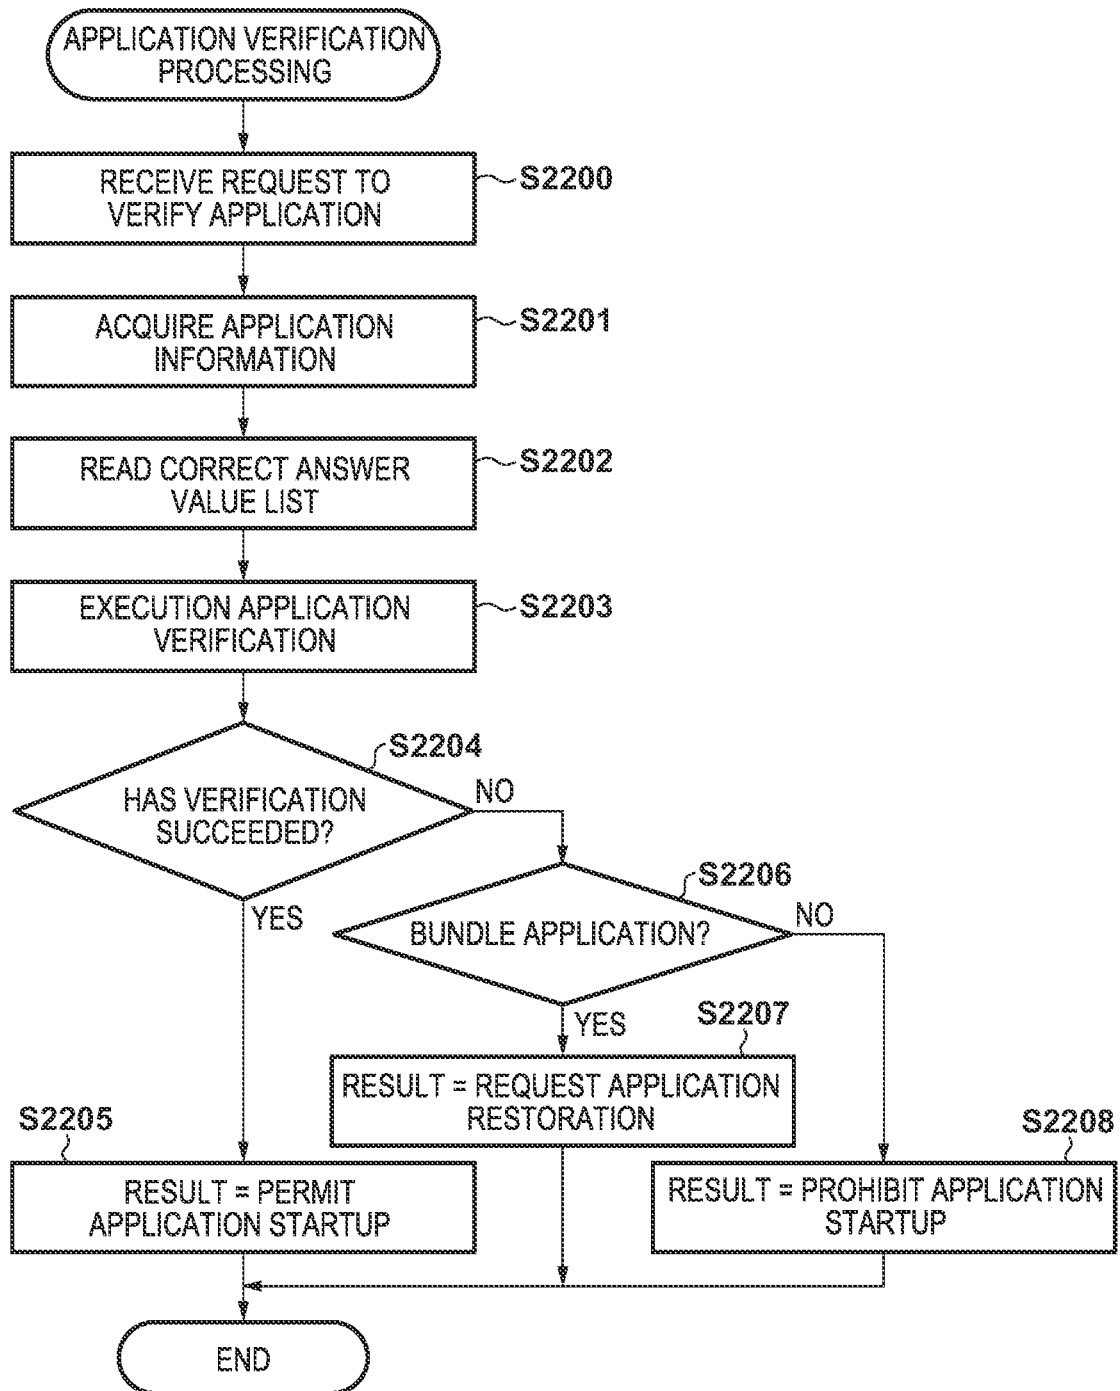 APPLICATION VERIFICATION
PROCESSING
RECEIVE REQUEST TO
VERIFY APPLICATION
S2200
ACQUIRE APPLICATION
INFORMATION
S2201
READ CORRECT ANSWER
VALUE LIST
S2202
EXECUTION APPLICATION
VERIFICATION
S2203
S2204
HAS VERIFICATION
SUCCEEDED?
NO
YES
S2206
BUNDLE APPLICATION?
NO
YES
S2207
RESULT = REQUEST APPLICATION
RESTORATION
S2205
RESULT = PERMIT
APPLICATION STARTUP
S2208
RESULT = PROHIBIT APPLICATION
STARTUP
END